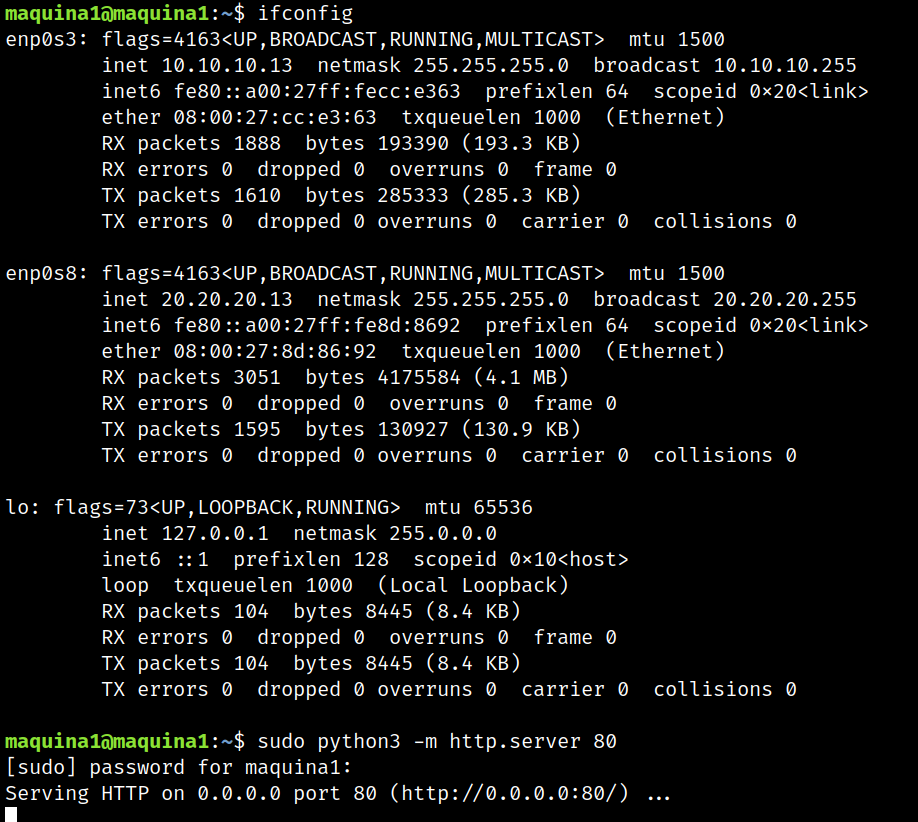 maquina1@maquina1:~$ ifconfig
enp0s3: flags=4163<UP,BROADCAST,RUNNING,MULTICAST>  mtu 1500
        inet 10.10.10.13  netmask 255.255.255.0  broadcast 10.10.10.255
        inet6 fe80::a00:27ff:fecc:e363  prefixlen 64  scopeid 0×20<link>
        ether 08:00:27:cc:e3:63  txqueuelen 1000  (Ethernet)
        RX packets 1888  bytes 193390 (193.3 KB)
        RX errors 0  dropped 0  overruns 0  frame 0
        TX packets 1610  bytes 285333 (285.3 KB)
        TX errors 0  dropped 0 overruns 0  carrier 0  collisions 0

enp0s8: flags=4163<UP,BROADCAST,RUNNING,MULTICAST>  mtu 1500
        inet 20.20.20.13  netmask 255.255.255.0  broadcast 20.20.20.255
        inet6 fe80::a00:27ff:fe8d:8692  prefixlen 64  scopeid 0×20<link>
        ether 08:00:27:8d:86:92  txqueuelen 1000  (Ethernet)
        RX packets 3051  bytes 4175584 (4.1 MB)
        RX errors 0  dropped 0  overruns 0  frame 0
        TX packets 1595  bytes 130927 (130.9 KB)
        TX errors 0  dropped 0 overruns 0  carrier 0  collisions 0

lo: flags=73<UP,LOOPBACK,RUNNING>  mtu 65536
        inet 127.0.0.1  netmask 255.0.0.0
        inet6 ::1  prefixlen 128  scopeid 0×10<host>
        loop  txqueuelen 1000  (Local Loopback)
        RX packets 104  bytes 8445 (8.4 KB)
        RX errors 0  dropped 0  overruns 0  frame 0
        TX packets 104  bytes 8445 (8.4 KB)
        TX errors 0  dropped 0 overruns 0  carrier 0  collisions 0

maquina1@maquina1:~$ sudo python3 -m http.server 80
[sudo] password for maquina1:
Serving HTTP on 0.0.0.0 port 80 (http://0.0.0.0:80/) ...